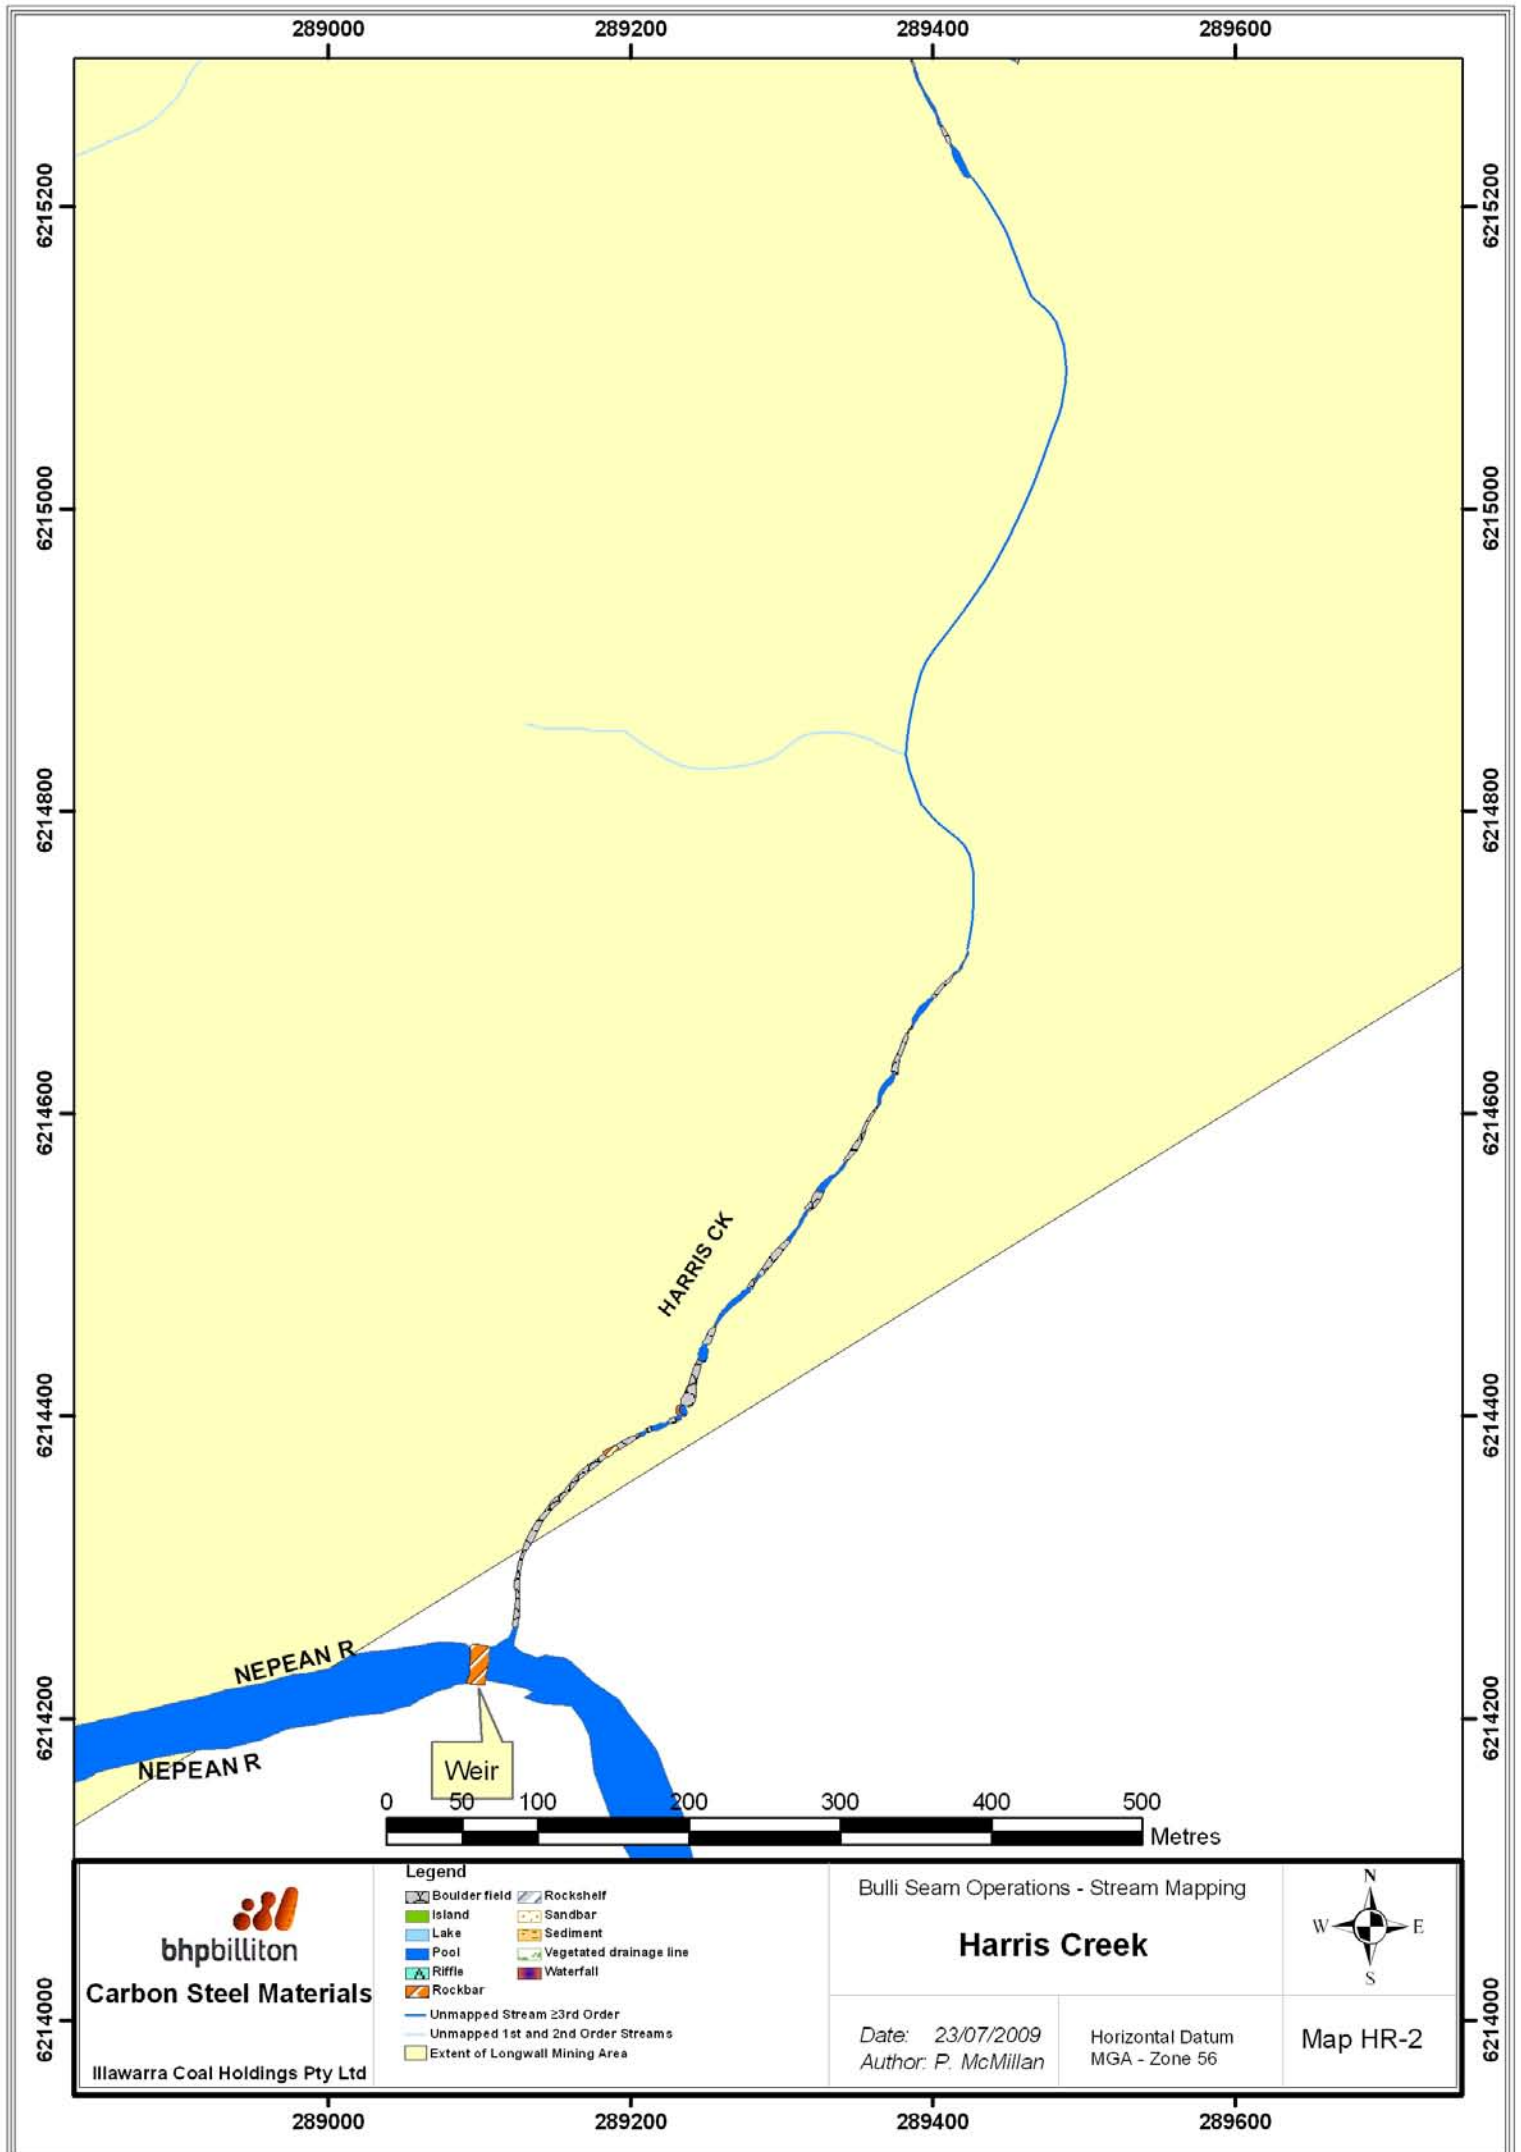 289000 289200 289400 289600
6215200 6215200
6215000 6215000
6214800 6214800
6214600 6214600
HARRIS CK
6214400 6214400
NEPEAN R
6214200 6214200
NEPEAN R
Weir
0 50 100 200 300 400 500
Metres
Legend
Boulder field Rockshelf
Island Sandbar
Lake Sediment
Pool Vegetated drainage line
Riffle Waterfall
Rockbar
Unmapped Stream ≥3rd Order
Unmapped 1st and 2nd Order Streams
Extent of Longwall Mining Area
bhpbilliton
Carbon Steel Materials
Illawarra Coal Holdings Pty Ltd
Bulli Seam Operations - Stream Mapping
Harris Creek
N
W E
S
Date: 23/07/2009
Author: P. McMillan
Horizontal Datum
MGA - Zone 56
Map HR-2
6214000 6214000
289000 289200 289400 289600